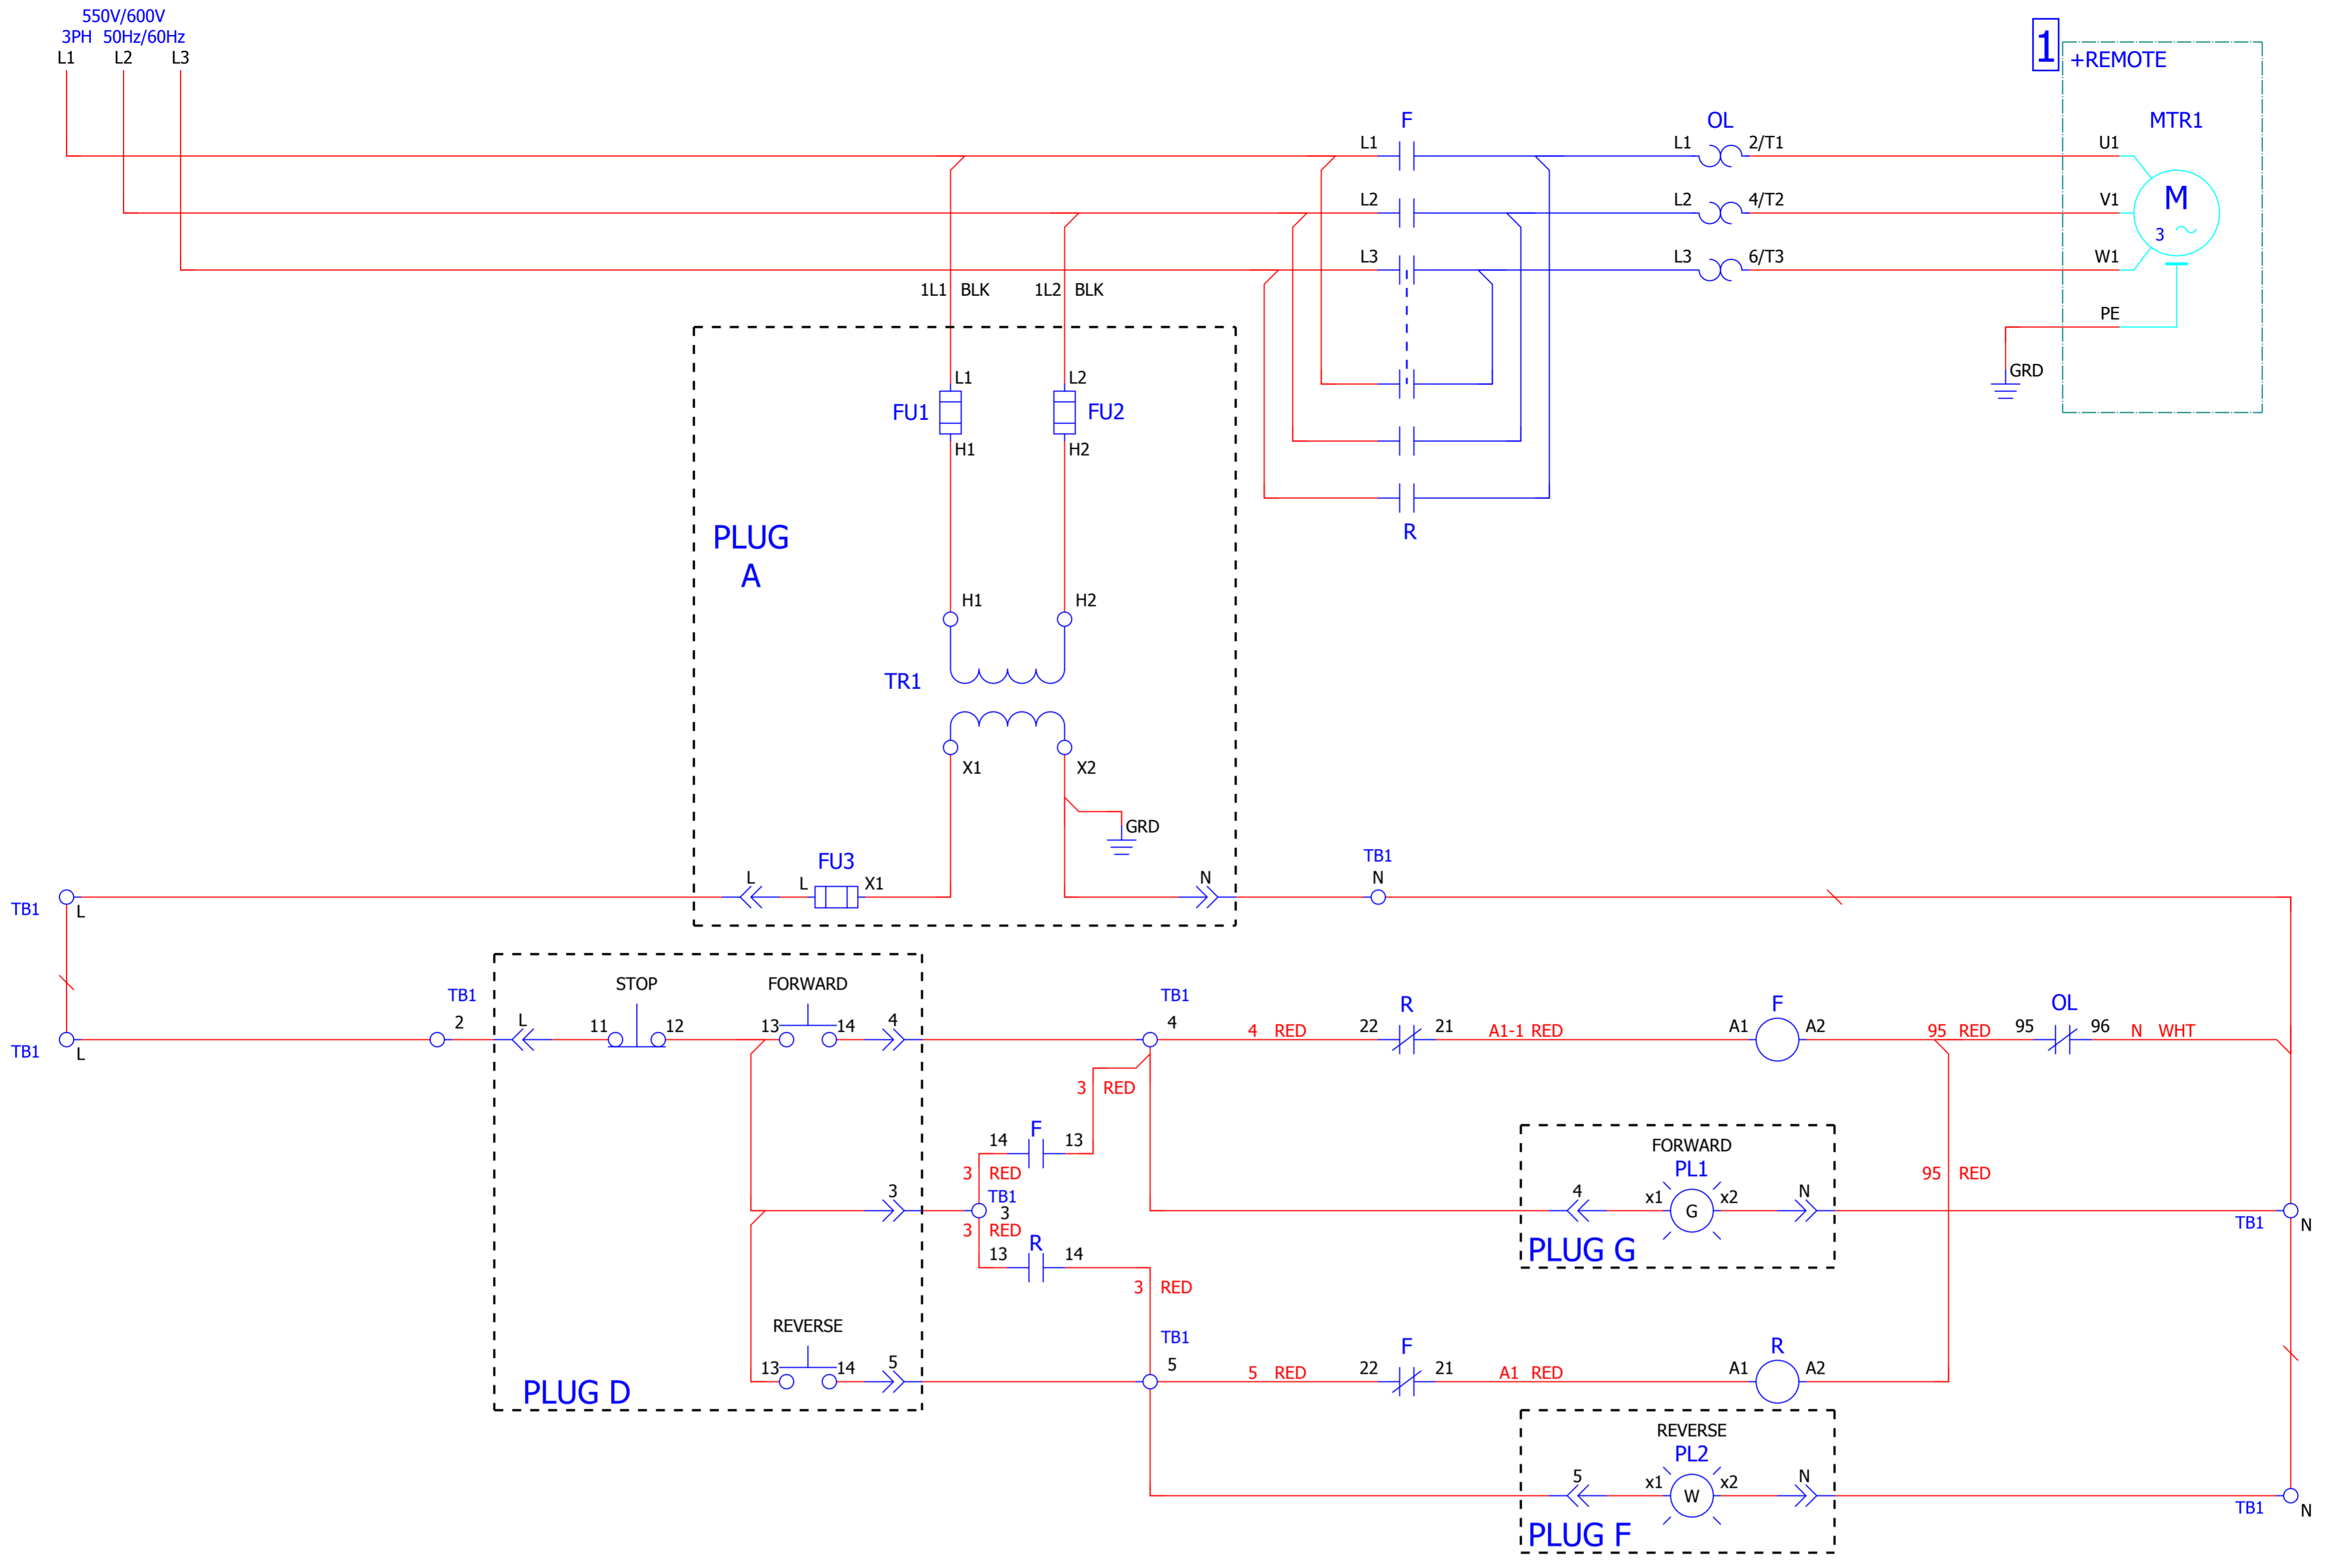 550V/600V
3PH 50Hz/60Hz
L1 L2 L3
1 +REMOTE
F OL MTR1
L1 L1 2/T1 U1
L2 L2 4/T2 V1
M
3
L3 L3 6/T3 W1
1L1 BLK 1L2 BLK
PE
GRD
L1 L2
FU1 FU2
H1 H2
R
PLUG
A
H1 H2
TR1
X1 X2
GRD
FU3
TB1
L L X1 N N
TB1 L
STOP FORWARD
TB1 TB1 R F OL
2 L 11 12 13 14 4 4
4 RED 22 21 A1-1 RED A1 A2 95 RED 95 96 N WHT
TB1 L
3 RED
F
14 13
FORWARD
PL1
3 RED 95 RED
3 TB1 3 4 x1 G x2 N
TB1 N
3 RED
R
13 14
PLUG G
3 RED
REVERSE
TB1 F R
13 14 5 5
5 RED 22 21 A1 RED A1 A2
PLUG D
REVERSE
PL2
5 x1 W x2 N
TB1 N
PLUG F